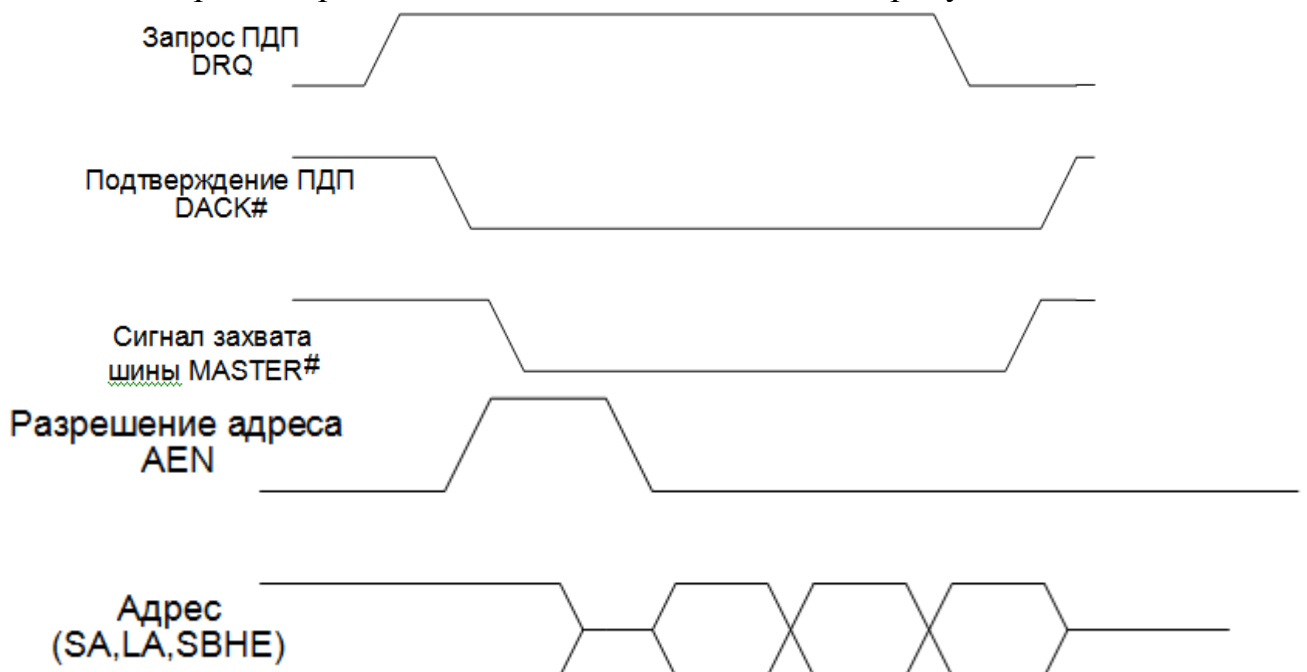 Запрос ПДП
DRQ
Подтверждение ПДП
DACK#
Сигнал захвата
шины MASTER#
Разрешение адреса
AEN
Адрес
(SA,LA,SBHE)